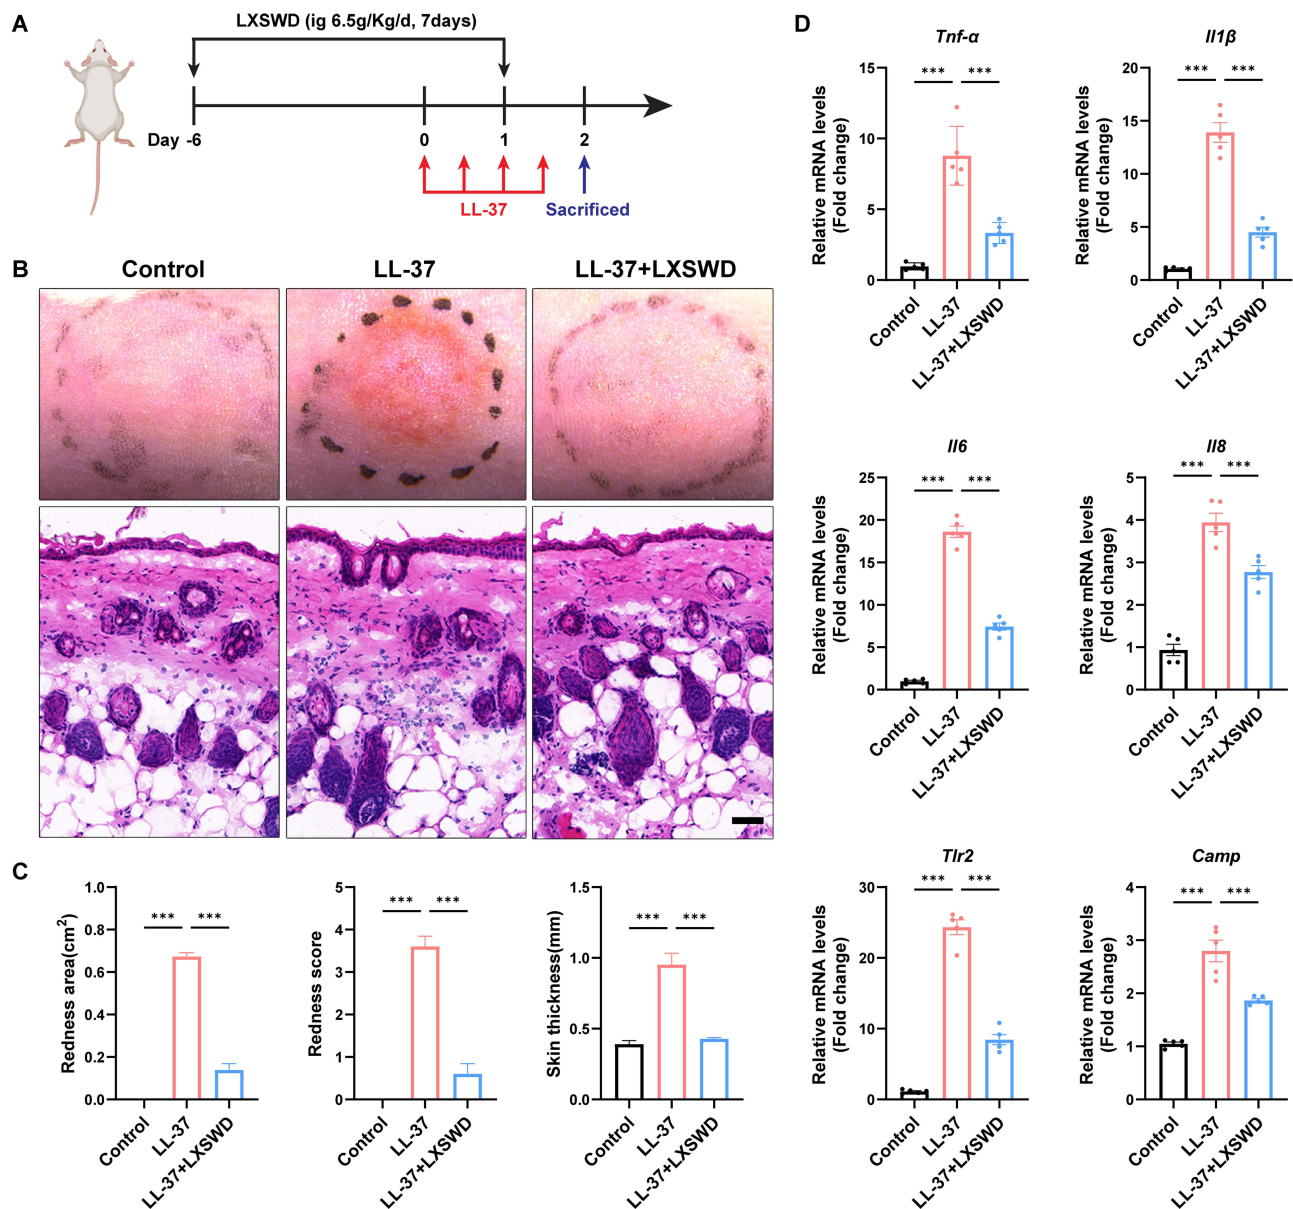 A
LXSWD (ig 6.5g/Kg/d, 7days)
Day -6 0 1 2
LL-37 Sacrificed
B
Control LL-37 LL-37+LXSWD
C
Redness area(cm2)
1.0
0.8
0.6
0.4
0.2
0.0
*** ***
Control
LL-37
LL-37+LXSWD
Redness score
5
4
3
2
1
0
*** ***
Control
LL-37
LL-37+LXSWD
Skin thickness(mm)
1.5
1.0
0.5
0.0
*** ***
Control
LL-37
LL-37+LXSWD
D
Tnf-α
Relative mRNA levels
(Fold change)
15
10
5
0
*** ***
Control
LL-37
LL-37+LXSWD
Il1β
Relative mRNA levels
(Fold change)
20
15
10
5
0
*** ***
Control
LL-37
LL-37+LXSWD
Il6
Relative mRNA levels
(Fold change)
25
20
15
10
5
0
*** ***
Control
LL-37
LL-37+LXSWD
Il8
Relative mRNA levels
(Fold change)
5
4
3
2
1
0
*** ***
Control
LL-37
LL-37+LXSWD
Tlr2
Relative mRNA levels
(Fold change)
30
20
10
0
*** ***
Control
LL-37
LL-37+LXSWD
Camp
Relative mRNA levels
(Fold change)
4
3
2
1
0
*** ***
Control
LL-37
LL-37+LXSWD